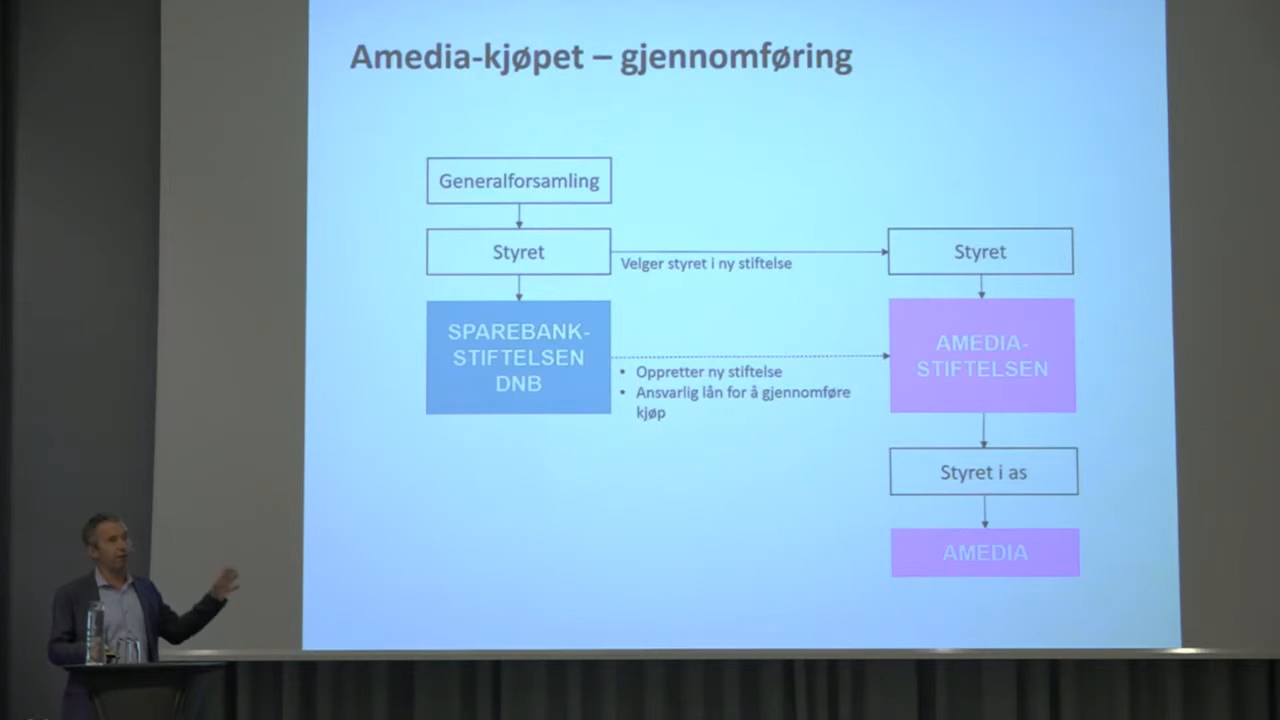 Amedia-kjøpet – gjennomføring
Generalforsamling
Styret
Velger styret i ny stiftelse
Styret
SPAREBANK-
STIFTELSEN
DNB
• Oppretter ny stiftelse
• Ansvarlig lån for å gjennomføre
kjøp
AMEDIA-
STIFTELSEN
Styret i as
AMEDIA